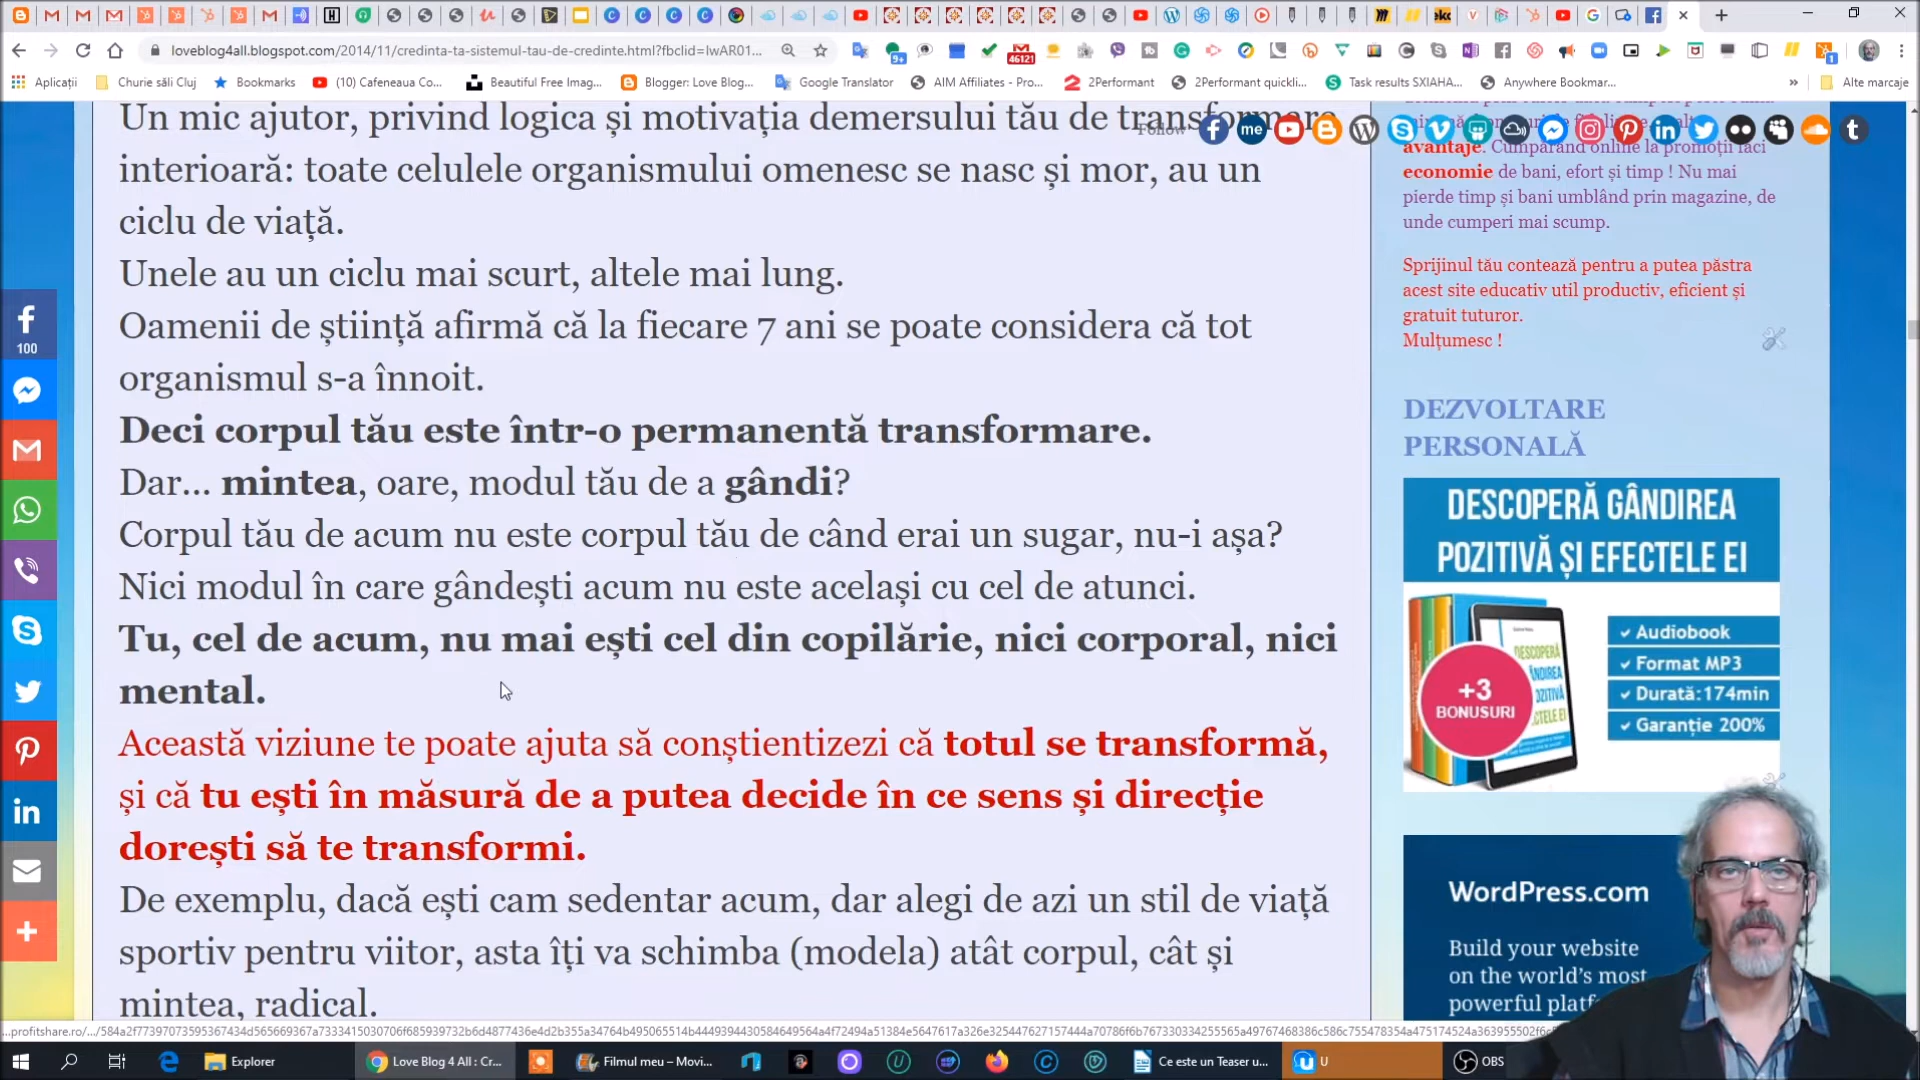 loveblog4all.blogspot.com/2014/11/credinta-ta-sistemul-tau-de-credinte.html?fbclid=IwAR01...
9+
46121
1
Aplicații
Churie săli Cluj
Bookmarks
(10) Cafeneaua Co...
Beautiful Free Imag...
Blogger: Love Blog...
Google Translator
AIM Affiliates - Pro...
2Performant
2Performant quickli...
Task results SXIAHA...
Anywhere Bookmar...
»
Alte marcaje
Un mic ajutor, privind logica și motivația demersului tău de transformare
interioară: toate celulele organismului omenesc se nasc și mor, au un
ciclu de viață.
Unele au un ciclu mai scurt, altele mai lung.
Oamenii de știință afirmă că la fiecare 7 ani se poate considera că tot
organismul s-a înnoit.
Deci corpul tău este într-o permanentă transformare.
Dar... mintea, oare, modul tău de a gândi?
Corpul tău de acum nu este corpul tău de când erai un sugar, nu-i așa?
Nici modul în care gândești acum nu este același cu cel de atunci.
Tu, cel de acum, nu mai ești cel din copilărie, nici corporal, nici
mental.
Această viziune te poate ajuta să conștientizezi că totul se transformă,
și că tu ești în măsură de a putea decide în ce sens și direcție
dorești să te transformi.
De exemplu, dacă ești cam sedentar acum, dar alegi de azi un stil de viață
sportiv pentru viitor, asta îți va schimba (modela) atât corpul, cât și
mintea, radical.
100
Follow
me
avantaje. Cumpărând online la promoții faci
economie de bani, efort și timp ! Nu mai
pierde timp și bani umblând prin magazine, de
unde cumperi mai scump.
Sprijinul tău contează pentru a putea păstra
acest site educativ util productiv, eficient și
gratuit tuturor.
Mulțumesc !
DEZVOLTARE
PERSONALĂ
DESCOPERĂ GÂNDIREA
POZITIVĂ ȘI EFECTELE EI
+3
BONUSURI
Audiobook
Format MP3
Durată:174min
Garanție 200%
WordPress.com
Build your website
on the world's most
powerful
Explorer
Love Blog 4 All : Cr...
Filmul meu – Movi...
Ce este un Teaser u...
U
OBS